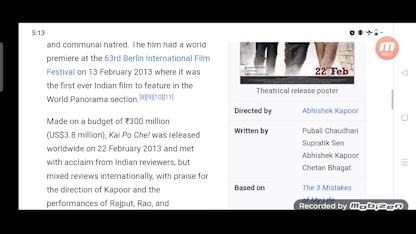 5:13
and communal hatred. The film had a world
premiere at the 63rd Berlin International Film
Festival on 13 February 2013 where it was
the first ever Indian film to feature in the
World Panorama section.[8][9][10][11]
Made on a budget of ₹300 million
(US$3.8 million), Kai Po Che! was released
worldwide on 22 February 2013 and met
with acclaim from Indian reviewers, but
mixed reviews internationally, with praise for
the direction of Kapoor and the
performances of Rajput, Rao, and
22 Feb
Theatrical release poster
Directed by Abhishek Kapoor
Written by Pubali Chaudhari
Supratik Sen
Abhishek Kapoor
Chetan Bhagat
Based on The 3 Mistakes
of My Life
Recorded by Mobizen